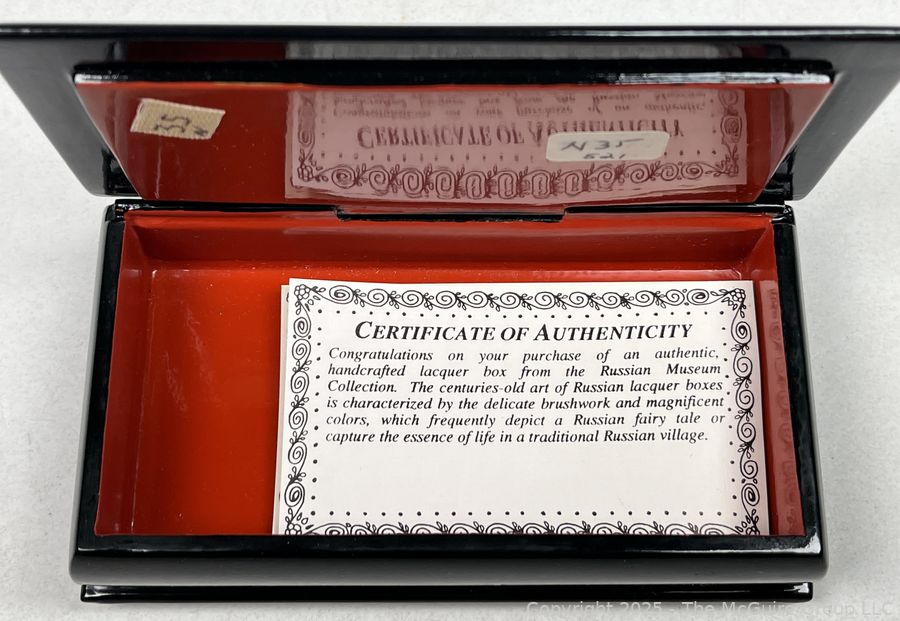 N35
521
CERTIFICATE OF AUTHENTICITY
Congratulations on your purchase of an authentic,
handcrafted lacquer box from the Russian Museum
Collection. The centuries-old art of Russian lacquer boxes
is characterized by the delicate brushwork and magnificent
colors, which frequently depict a Russian fairy tale or
capture the essence of life in a traditional Russian village.
Copyright 2025 - The McGuire Group LLC